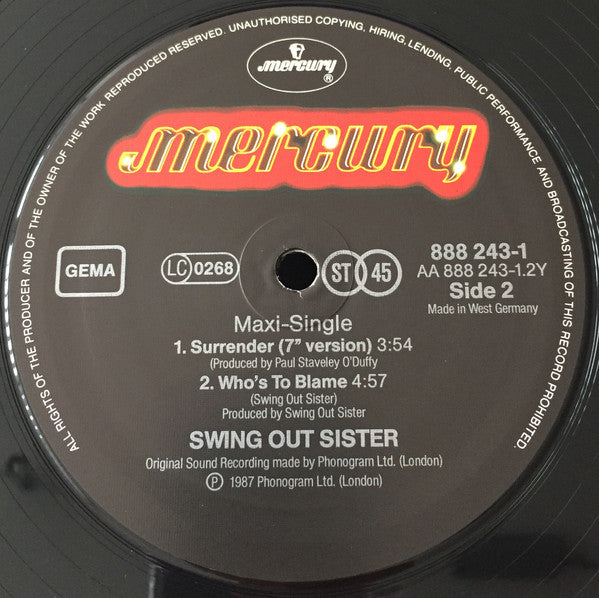 ALL RIGHTS OF THE PRODUCER AND OF THE OWNER OF THE WORK REPRODUCED RESERVED. UNAUTHORISED COPYING, HIRING, LENDING, PUBLIC PERFORMANCE AND BROADCASTING OF THIS RECORD PROHIBITED.
mercury
®
mercury
GEMA
LC 0268
ST 45
888 243-1
AA 888 243-1.2Y
Side 2
Made in West Germany
Maxi-Single
1. Surrender (7” version) 3:54
(Produced by Paul Staveley O'Duffy)
2. Who's To Blame 4:57
(Swing Out Sister)
Produced by Swing Out Sister
SWING OUT SISTER
Original Sound Recording made by Phonogram Ltd. (London)
℗ 1987 Phonogram Ltd. (London)